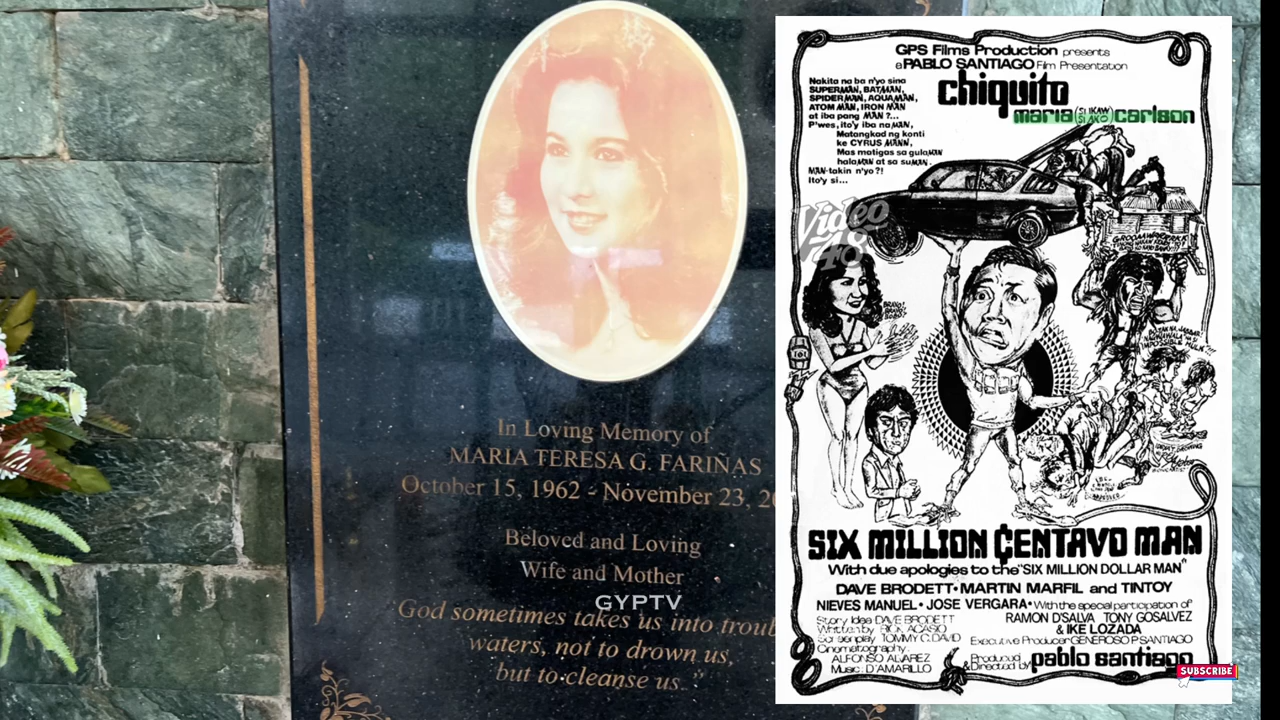 In Loving Memory of
MARIA TERESA G. FARIÑAS
October 15, 1962 - November 23, 20
Beloved and Loving
Wife and Mother
GYPTV
God sometimes takes us into troub
waters, not to drown us,
but to cleanse us."
GPS Films Production presents
a PABLO SANTIAGO Film Presentation
Nakita na ba n'yo sina
SUPERMAN, BATMAN,
SPIDERMAN, AQUAMAN,
ATOM MAN, IRON MAN
at iba pang MAN ?...
P'wes, ito'y iba naMAN,
Matangkad ng konti
ke CYRUS MANN,
Mas matigas sa gulaMAN
halaMAN at sa suMAN.
MAN-takin n'yo?!
Ito'y si...
chiquito
maria (SI IKAW SI AKO) carlson
Video 48
SIX MILLION ¢ENTAVO MAN
With due apologies to the "SIX MILLION DOLLAR MAN"
DAVE BRODETT • MARTIN MARFIL and TINTOY
NIEVES MANUEL • JOSE VERGARA • With the special participation of
RAMON D'SALVA TONY GOSALVEZ
& IKE LOZADA
Story Idea DAVE BRODETT
Screenplay TOMMY C. DAVID
Executive Producer GENEROSO P SANTIAGO
Cinematography:
ALFONSO ALVAREZ
Music: D'AMARILLO
Produced & Directed by pablo santiago
SUBSCRIBE